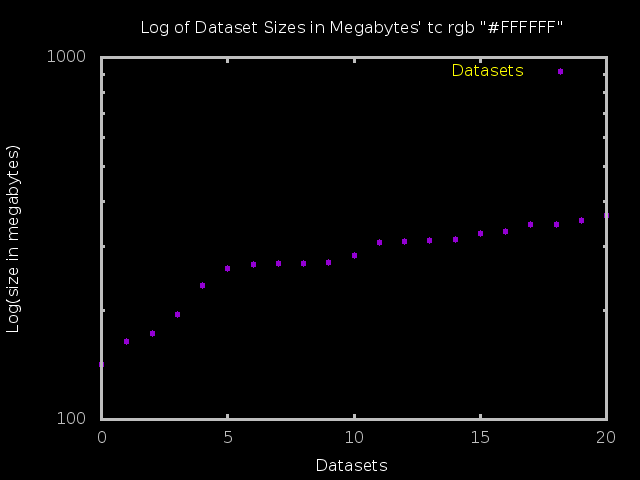 Log of Dataset Sizes in Megabytes' tc rgb "#FFFFFF"
1000
Datasets
Log(size in megabytes)
100
0 5 10 15 20
Datasets